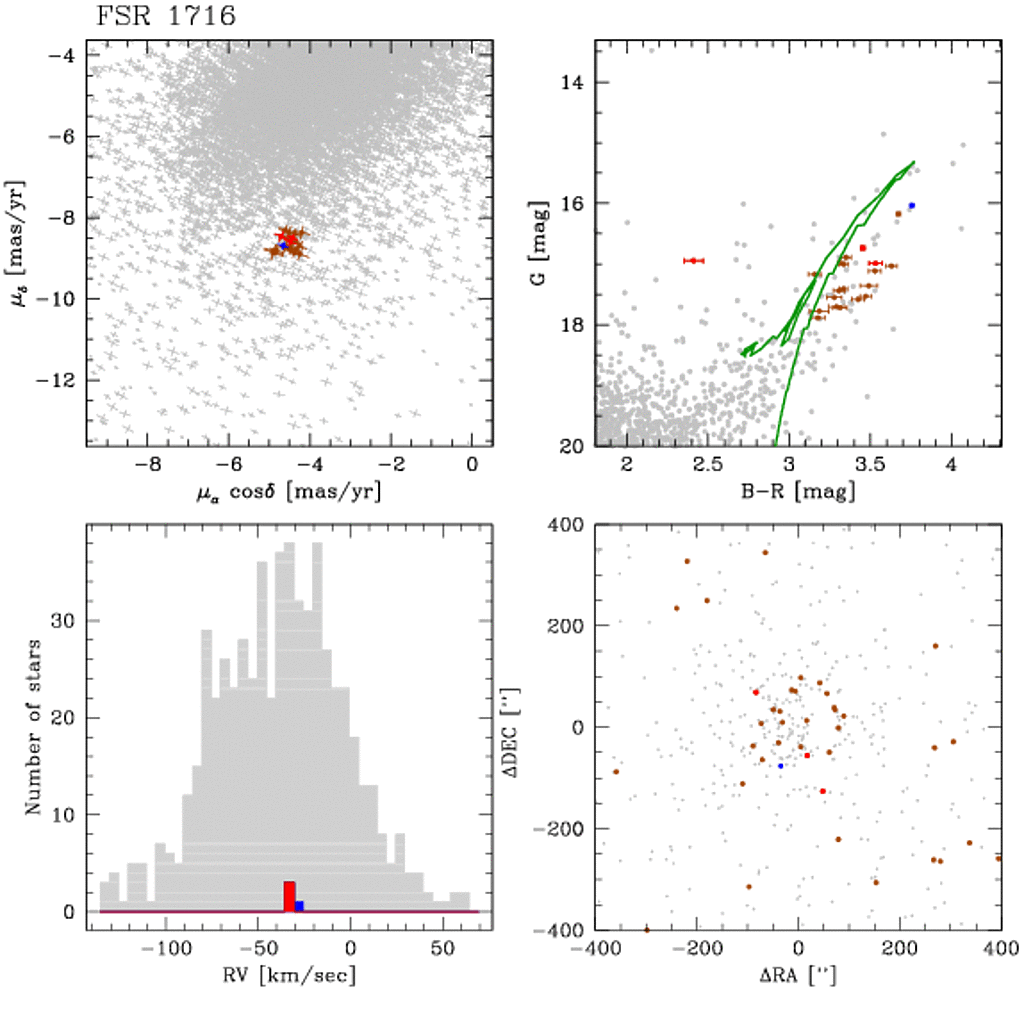 FSR 1716
−4
−6
−8
−10
−12
μδ [mas/yr]
−8 −6 −4 −2 0
μα cosδ [mas/yr]
14
16
18
20
G [mag]
2 2.5 3 3.5 4
B−R [mag]
30
20
10
0
Number of stars
−100 −50 0 50
RV [km/sec]
400
200
0
−200
−400
ΔDEC [″]
−400 −200 0 200 400
ΔRA [″]